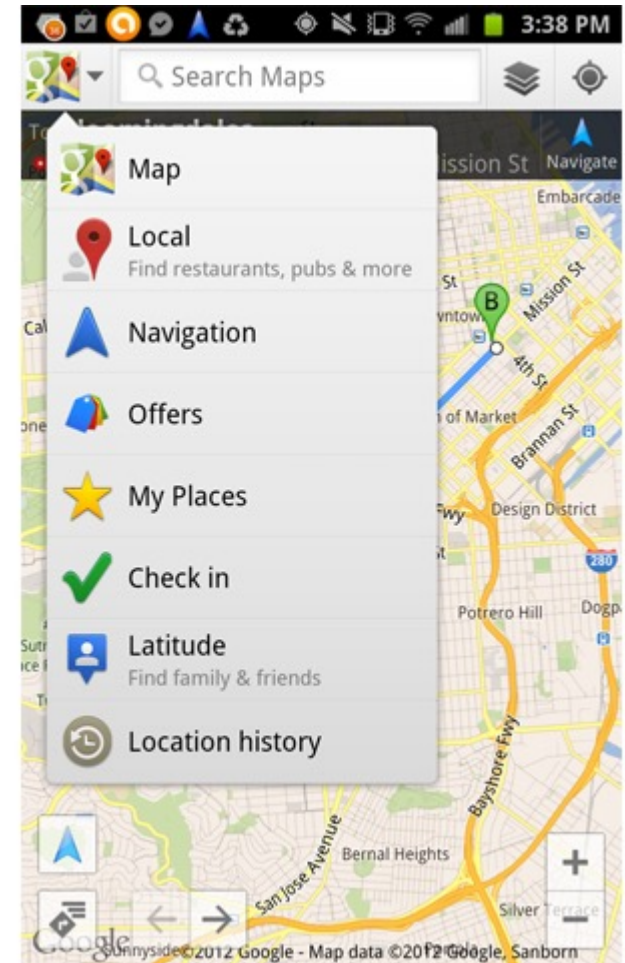 3:38 PM
Search Maps
Mission St
Navigate
Map
Embarcade
Local
Find restaurants, pubs & more
St
Mission St
B
Navigation
4th St
Offers
of Market
Brannan St
My Places
Fwy
Design District
280
Check in
Potrero Hill
Dogp
Latitude
Find family & friends
Location history
Bayshore Fwy
San Jose Avenue
Bernal Heights
+
Silver Terrace
−
Google
Sunnyside ©2012 Google - Map data ©2012 Google, Sanborn